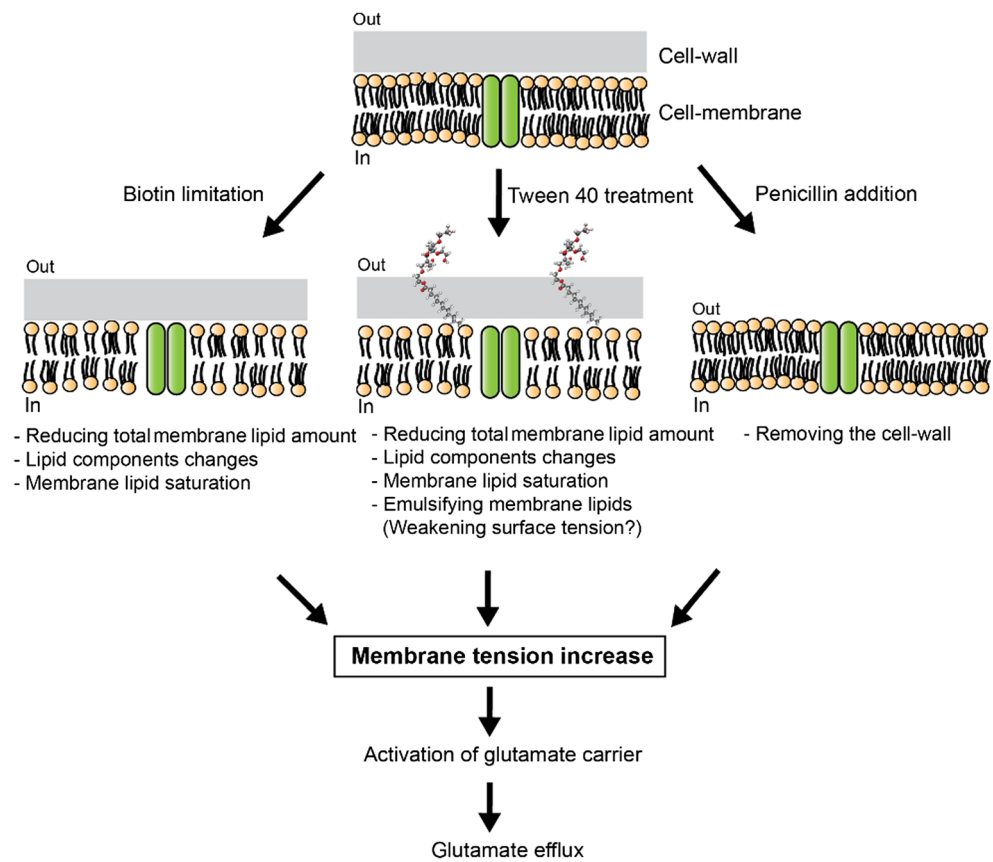 Out
Cell-wall
Cell-membrane
In
Biotin limitation
Tween 40 treatment
Penicillin addition
Out
In
- Reducing total membrane lipid amount
- Lipid components changes
- Membrane lipid saturation
Out
In
- Reducing total membrane lipid amount
- Lipid components changes
- Membrane lipid saturation
- Emulsifying membrane lipids
(Weakening surface tension?)
Out
In
- Removing the cell-wall
Membrane tension increase
Activation of glutamate carrier
Glutamate efflux